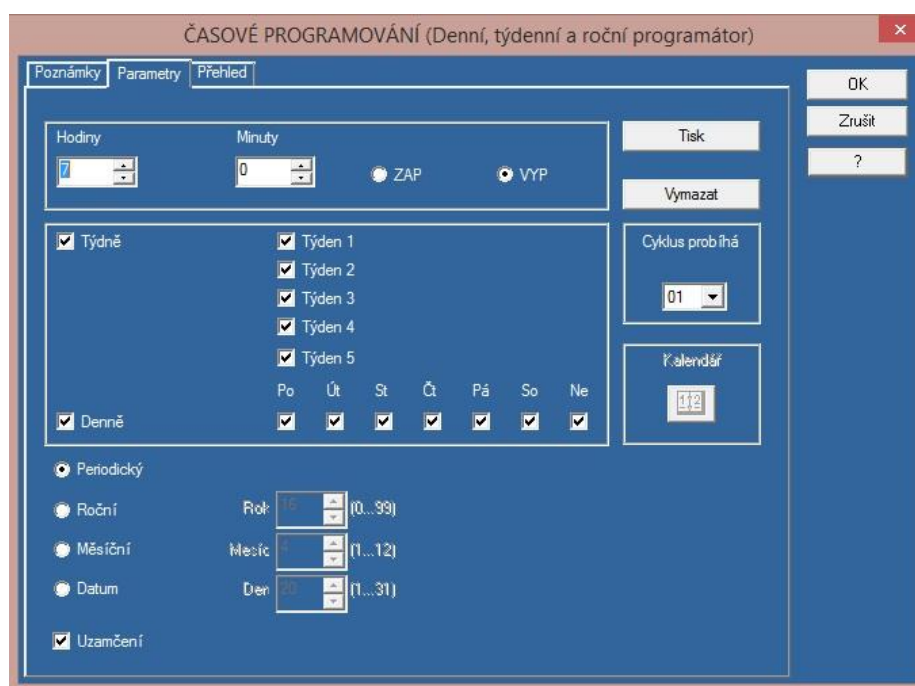 ČASOVÉ PROGRAMOVÁNÍ (Denní, týdenní a roční programátor)
x
Poznámky Parametry Přehled
OK
Zrušit
?
Hodiny Minuty
7 0 ZAP VYP
Tisk
Vymazat
Týdně Týden 1
Týden 2
Týden 3
Týden 4
Týden 5
Po Út St Čt Pá So Ne
Denně
Cyklus probíhá
01
Kalendář
112
Periodický
Roční Rok 16 (0...99)
Měsíční Mesíc 4 (1...12)
Datum Den 20 (1...31)
Uzamčení